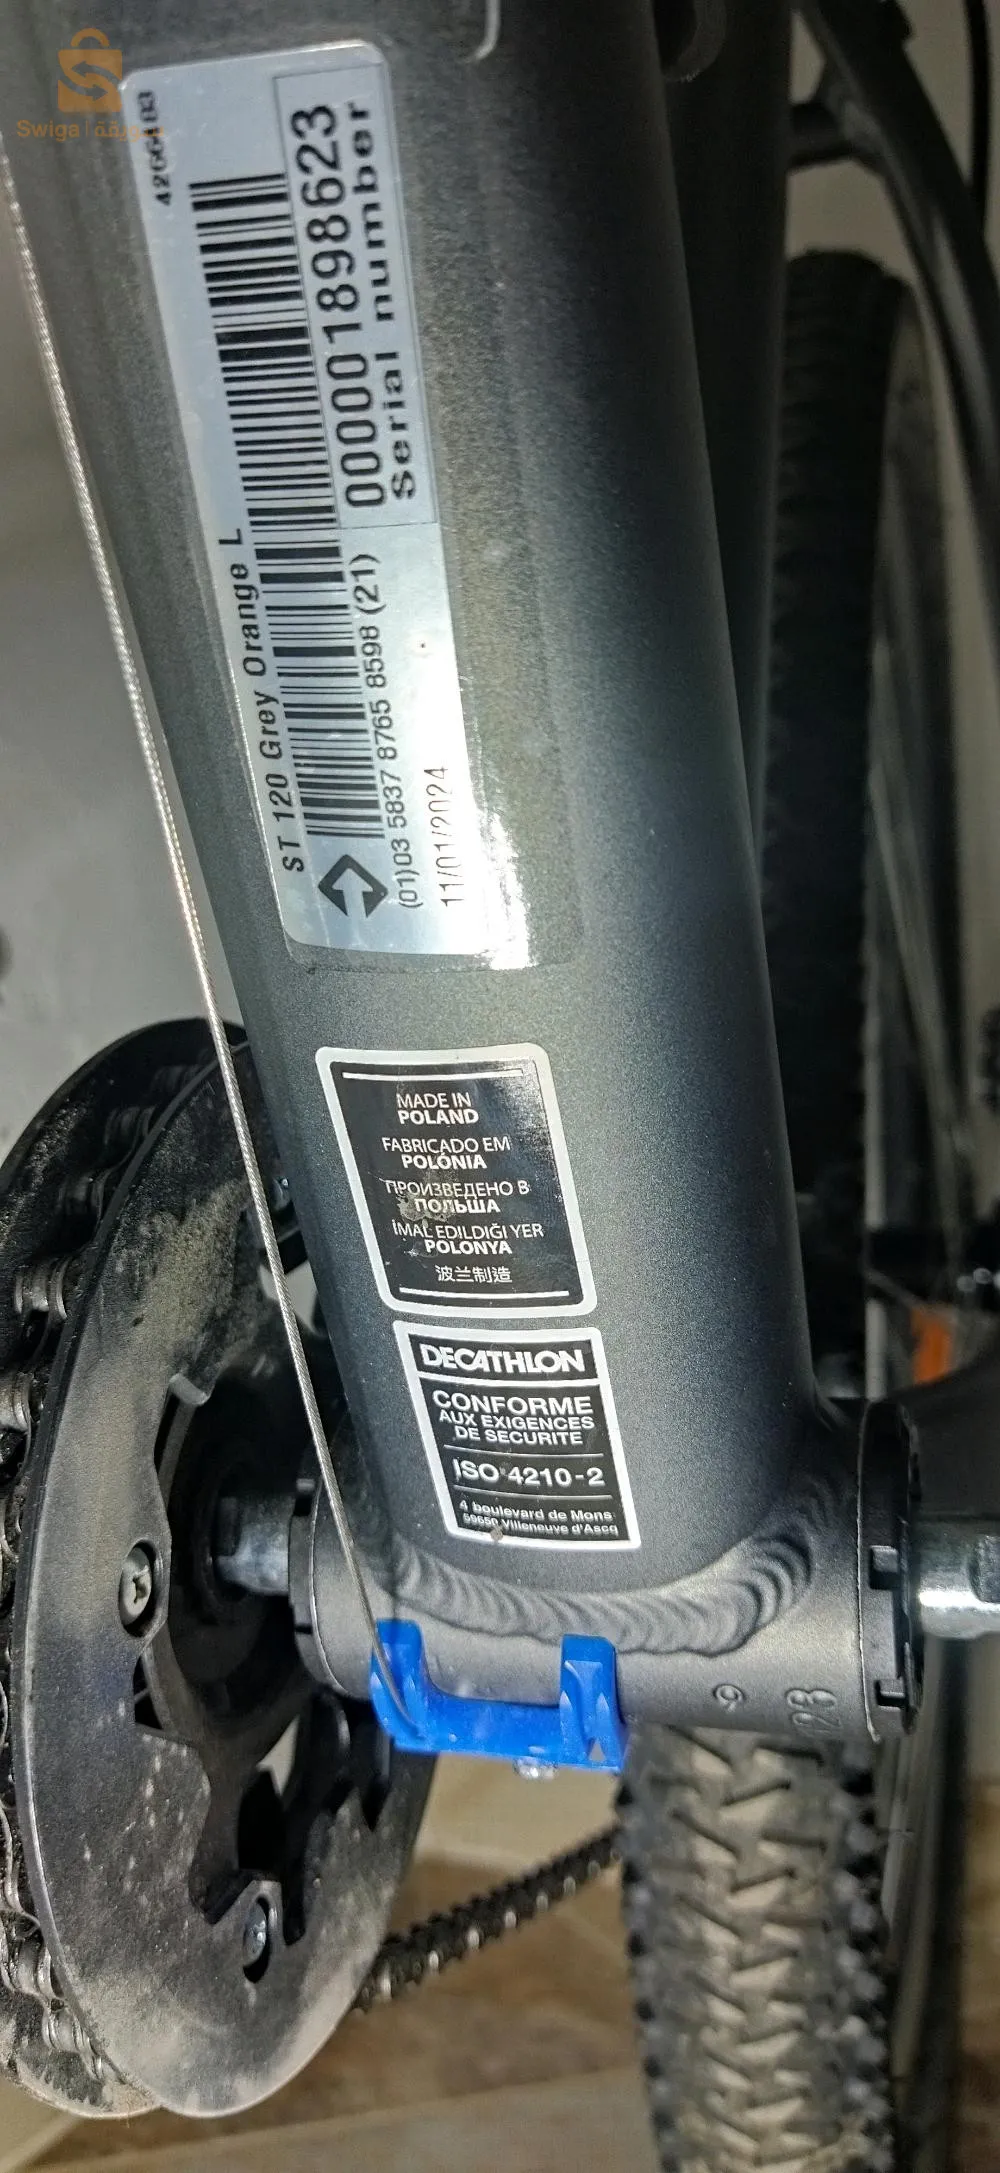 Swiga | سويقة
ST 120 Grey Orange L
000001898623
Serial number
(01)03 5837 8765 8598 (21)
11/01/2024
MADE IN
POLAND
FABRICADO EM
POLÓNIA
ПРОИЗВЕДЕНО В
ПОЛЬША
İMAL EDILDIĞI YER
POLONYA
波兰制造
DECATHLON
CONFORME
AUX EXIGENCES
DE SECURITE
ISO 4210-2
4 boulevard de Mons
59650 Villeneuve d'Ascq